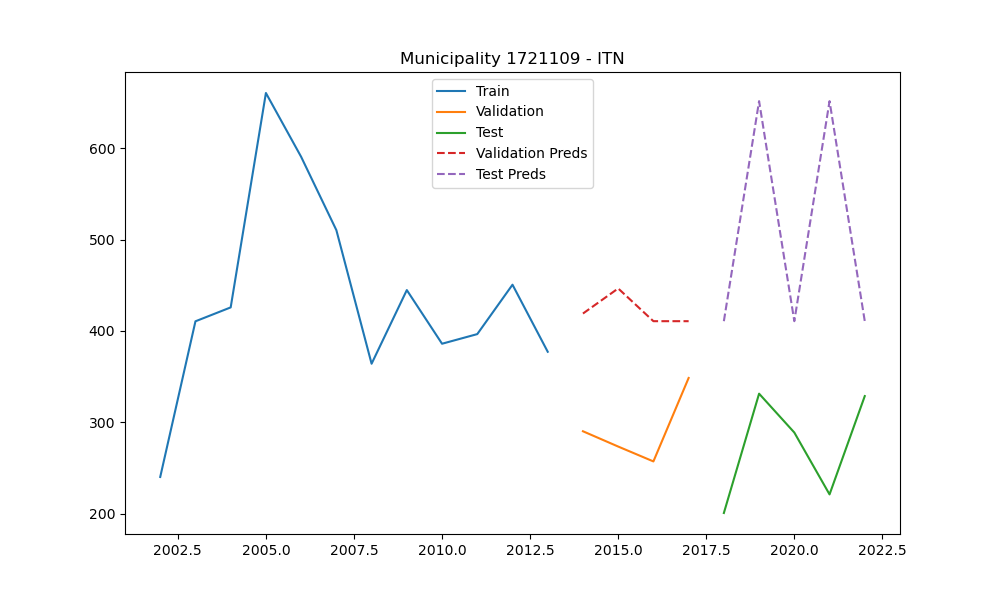 Municipality 1721109 - ITN
Train
Validation
Test
Validation Preds
Test Preds
600
500
400
300
200
2002.5 2005.0 2007.5 2010.0 2012.5 2015.0 2017.5 2020.0 2022.5